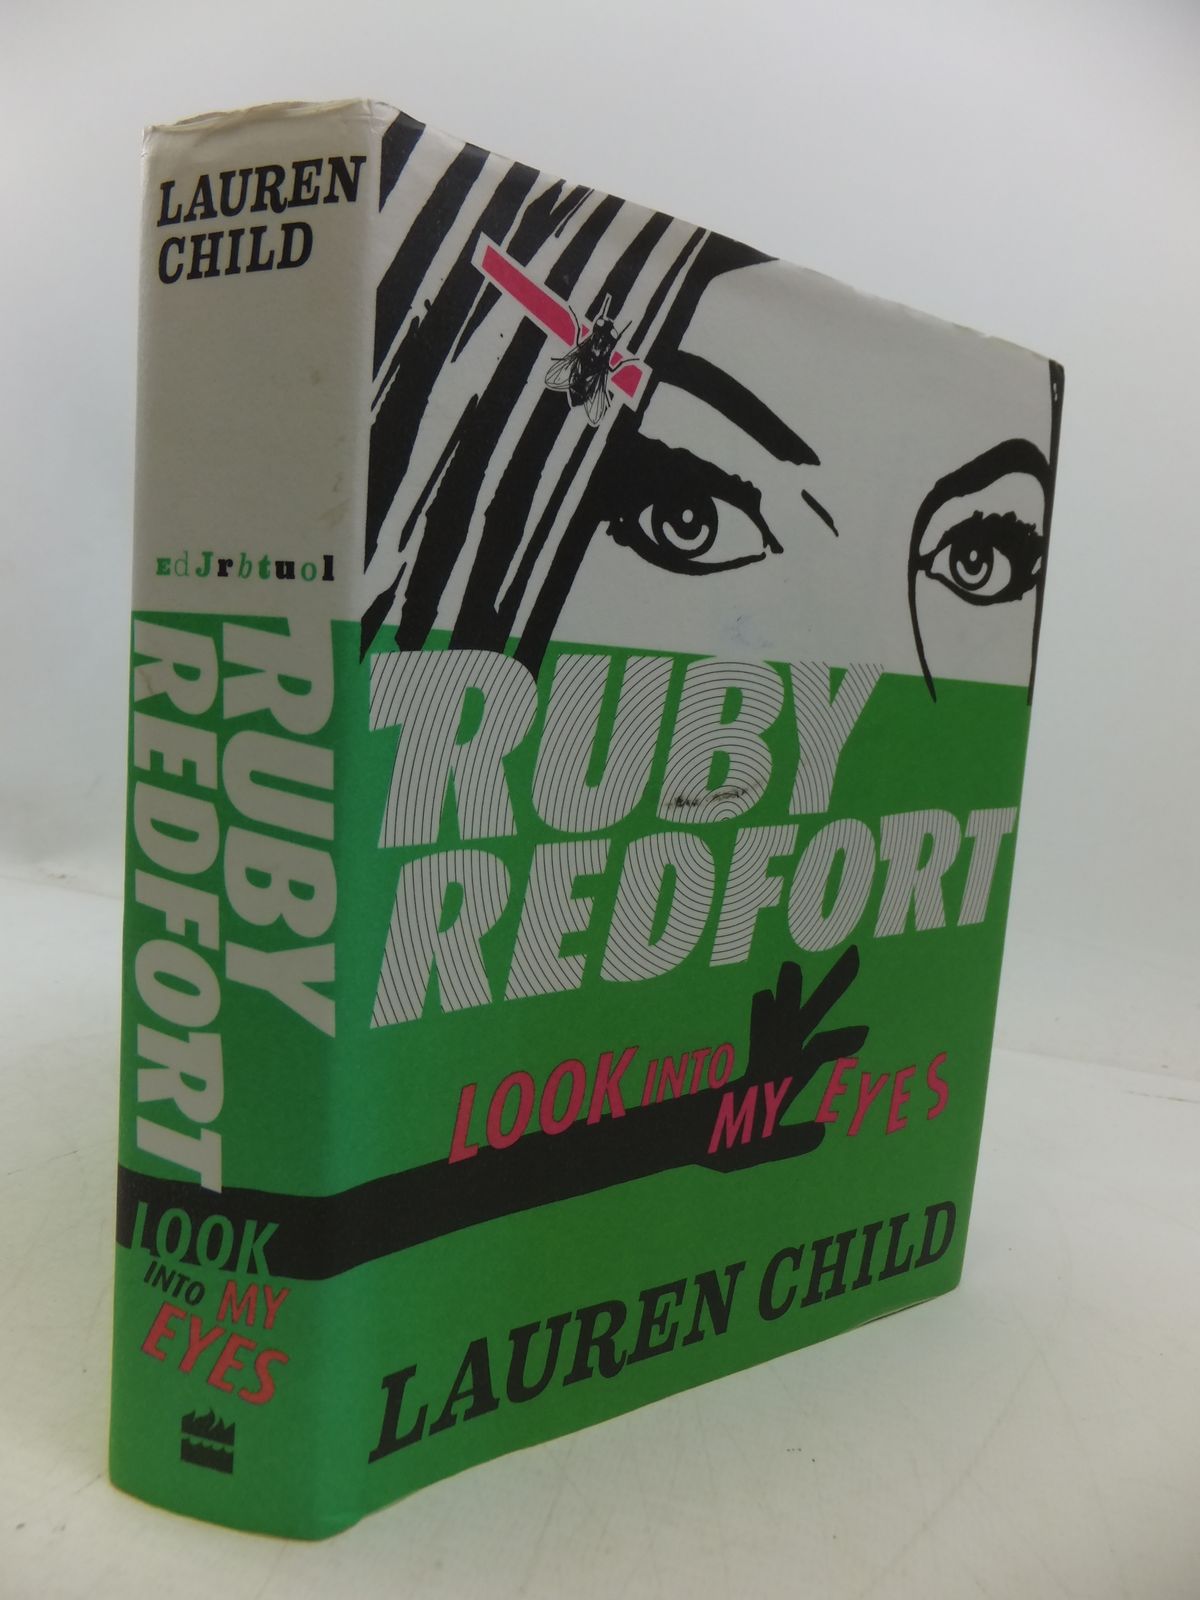 LAUREN
CHILD
EdJrbtuol
RUBY
REDFORT
LOOK
INTO MY
EYES
RUBY
REDFORT
LOOK INTO
MY EYES
LAUREN CHILD